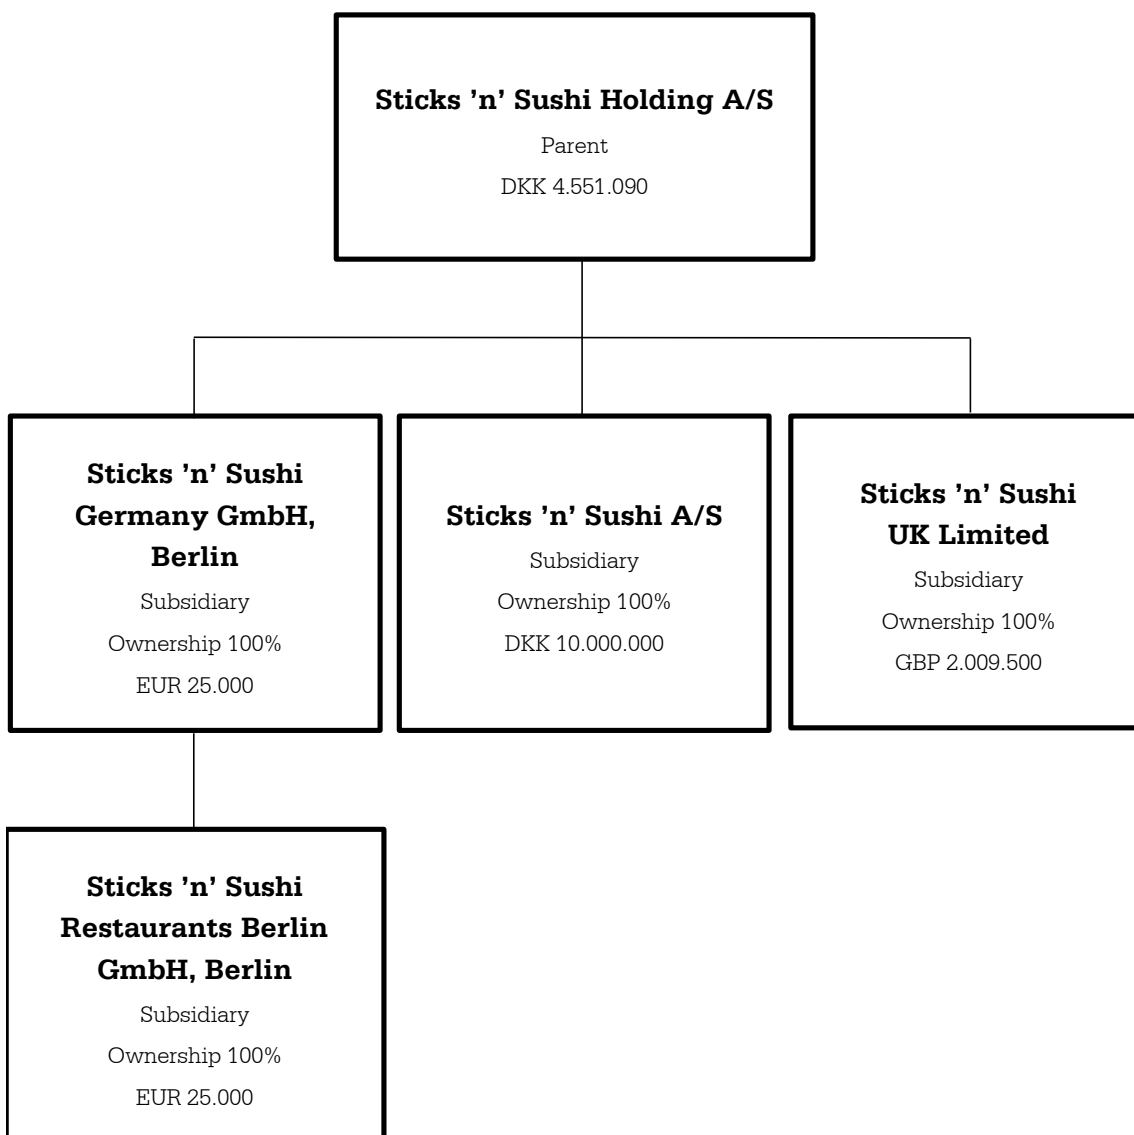 Sticks ’n’ Sushi Holding A/S
Parent
DKK 4.551.090
Sticks ’n’ Sushi
Germany GmbH,
Berlin
Subsidiary
Ownership 100%
EUR 25.000
Sticks ’n’ Sushi A/S
Subsidiary
Ownership 100%
DKK 10.000.000
Sticks ’n’ Sushi
UK Limited
Subsidiary
Ownership 100%
GBP 2.009.500
Sticks ’n’ Sushi
Restaurants Berlin
GmbH, Berlin
Subsidiary
Ownership 100%
EUR 25.000